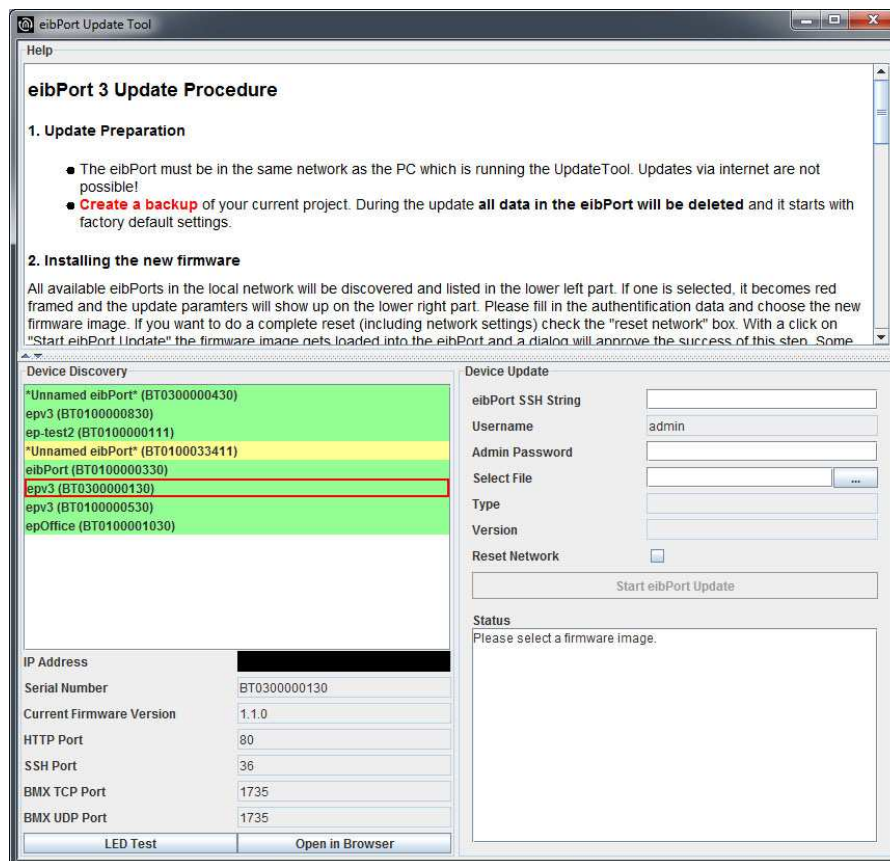 eibPort Update Tool
Help
eibPort 3 Update Procedure
1. Update Preparation
The eibPort must be in the same network as the PC which is running the UpdateTool. Updates via internet are not
possible!
Create a backup of your current project. During the update all data in the eibPort will be deleted and it starts with
factory default settings.
2. Installing the new firmware
All available eibPorts in the local network will be discovered and listed in the lower left part. If one is selected, it becomes red
framed and the update paramters will show up on the lower right part. Please fill in the authentification data and choose the new
firmware image. If you want to do a complete reset (including network settings) check the "reset network" box. With a click on
"Start eibPort Update" the firmware image gets loaded into the eibPort and a dialog will approve the success of this step. Some
Device Discovery
*Unnamed eibPort* (BT0300000430)
epv3 (BT0100000830)
ep-test2 (BT0100000111)
*Unnamed eibPort* (BT0100033411)
eibPort (BT0100000330)
epv3 (BT0300000130)
epv3 (BT0100000530)
epOffice (BT0100001030)
IP Address
Serial Number BT0300000130
Current Firmware Version 1.1.0
HTTP Port 80
SSH Port 36
BMX TCP Port 1735
BMX UDP Port 1735
LED Test Open in Browser
Device Update
eibPort SSH String
Username admin
Admin Password
Select File ...
Type
Version
Reset Network
Start eibPort Update
Status
Please select a firmware image.